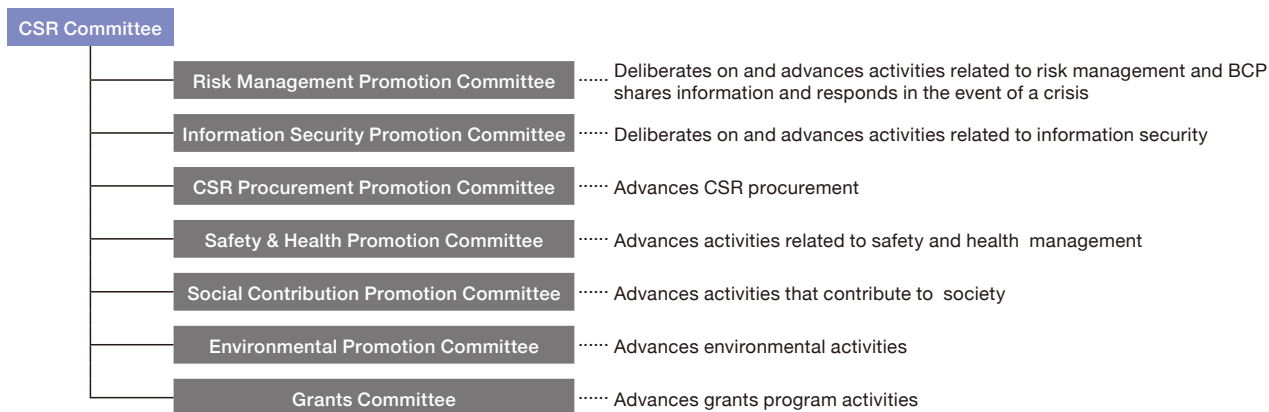 CSR Committee
Risk Management Promotion Committee ...... Deliberates on and advances activities related to risk management and BCP
shares information and responds in the event of a crisis
Information Security Promotion Committee ...... Deliberates on and advances activities related to information security
CSR Procurement Promotion Committee ...... Advances CSR procurement
Safety & Health Promotion Committee ...... Advances activities related to safety and health management
Social Contribution Promotion Committee ...... Advances activities that contribute to society
Environmental Promotion Committee ...... Advances environmental activities
Grants Committee ...... Advances grants program activities